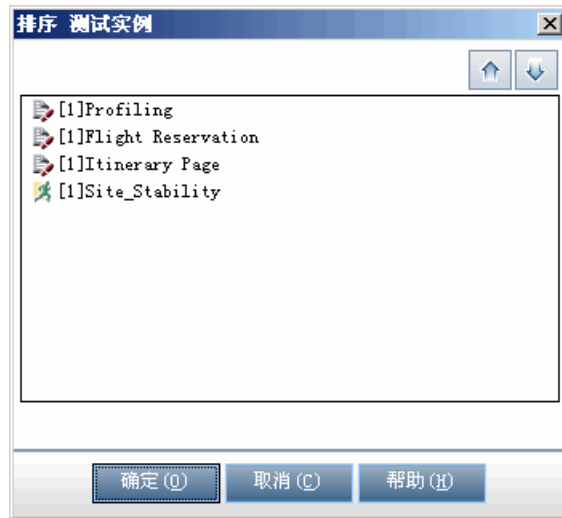 排序 测试实例
[1]Profiling
[1]Flight Reservation
[1]Itinerary Page
[1]Site_Stability
确定(O) 取消(C) 帮助(H)